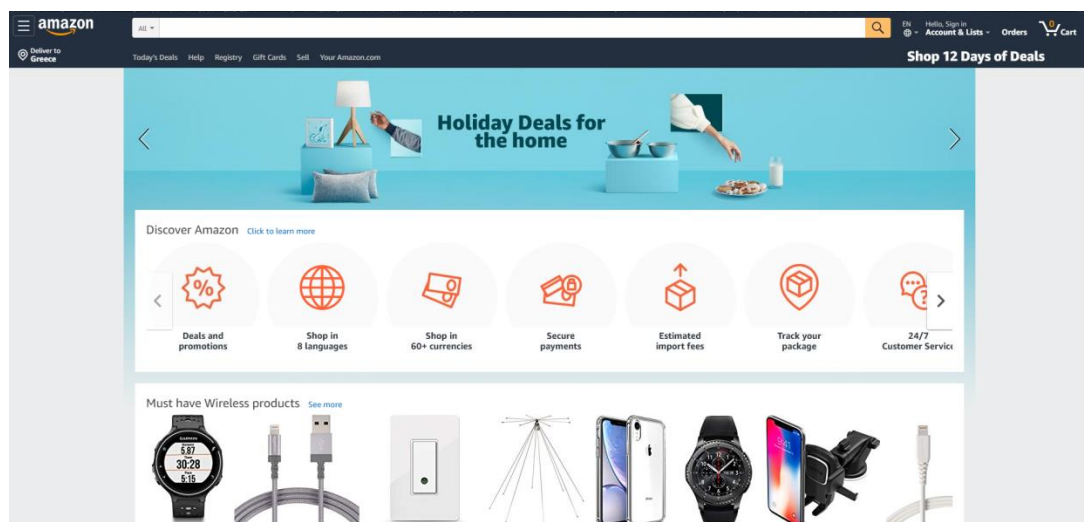 amazon
All
EN
Hello, Sign in
Account & Lists
Orders
0
Cart
Deliver to
Greece
Today's Deals Help Registry Gift Cards Sell Your Amazon.com
Shop 12 Days of Deals
Holiday Deals for
the home
Discover Amazon Click to learn more
%
Deals and
promotions
Shop in
8 languages
Shop in
60+ currencies
Secure
payments
Estimated
import fees
Track your
package
24/7
Customer Service
Must have Wireless products See more
GARMIN
5.87
30:28
5:15
9:41